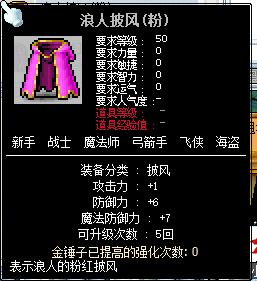 浪人披风(粉)
要求等级 : 50
要求力量 : -
要求敏捷 : -
要求智力 : -
要求运气 : -
要求人气度 : -
道具等级 : -
道具经验值 : -
新手 战士 魔法师 弓箭手 飞侠 海盗
装备分类 : 披风
攻击力 : +1
防御力 : +6
魔法防御力 : +7
可升级次数 : 5回
金锤子已提高的强化次数: 0
表示浪人的粉红披风